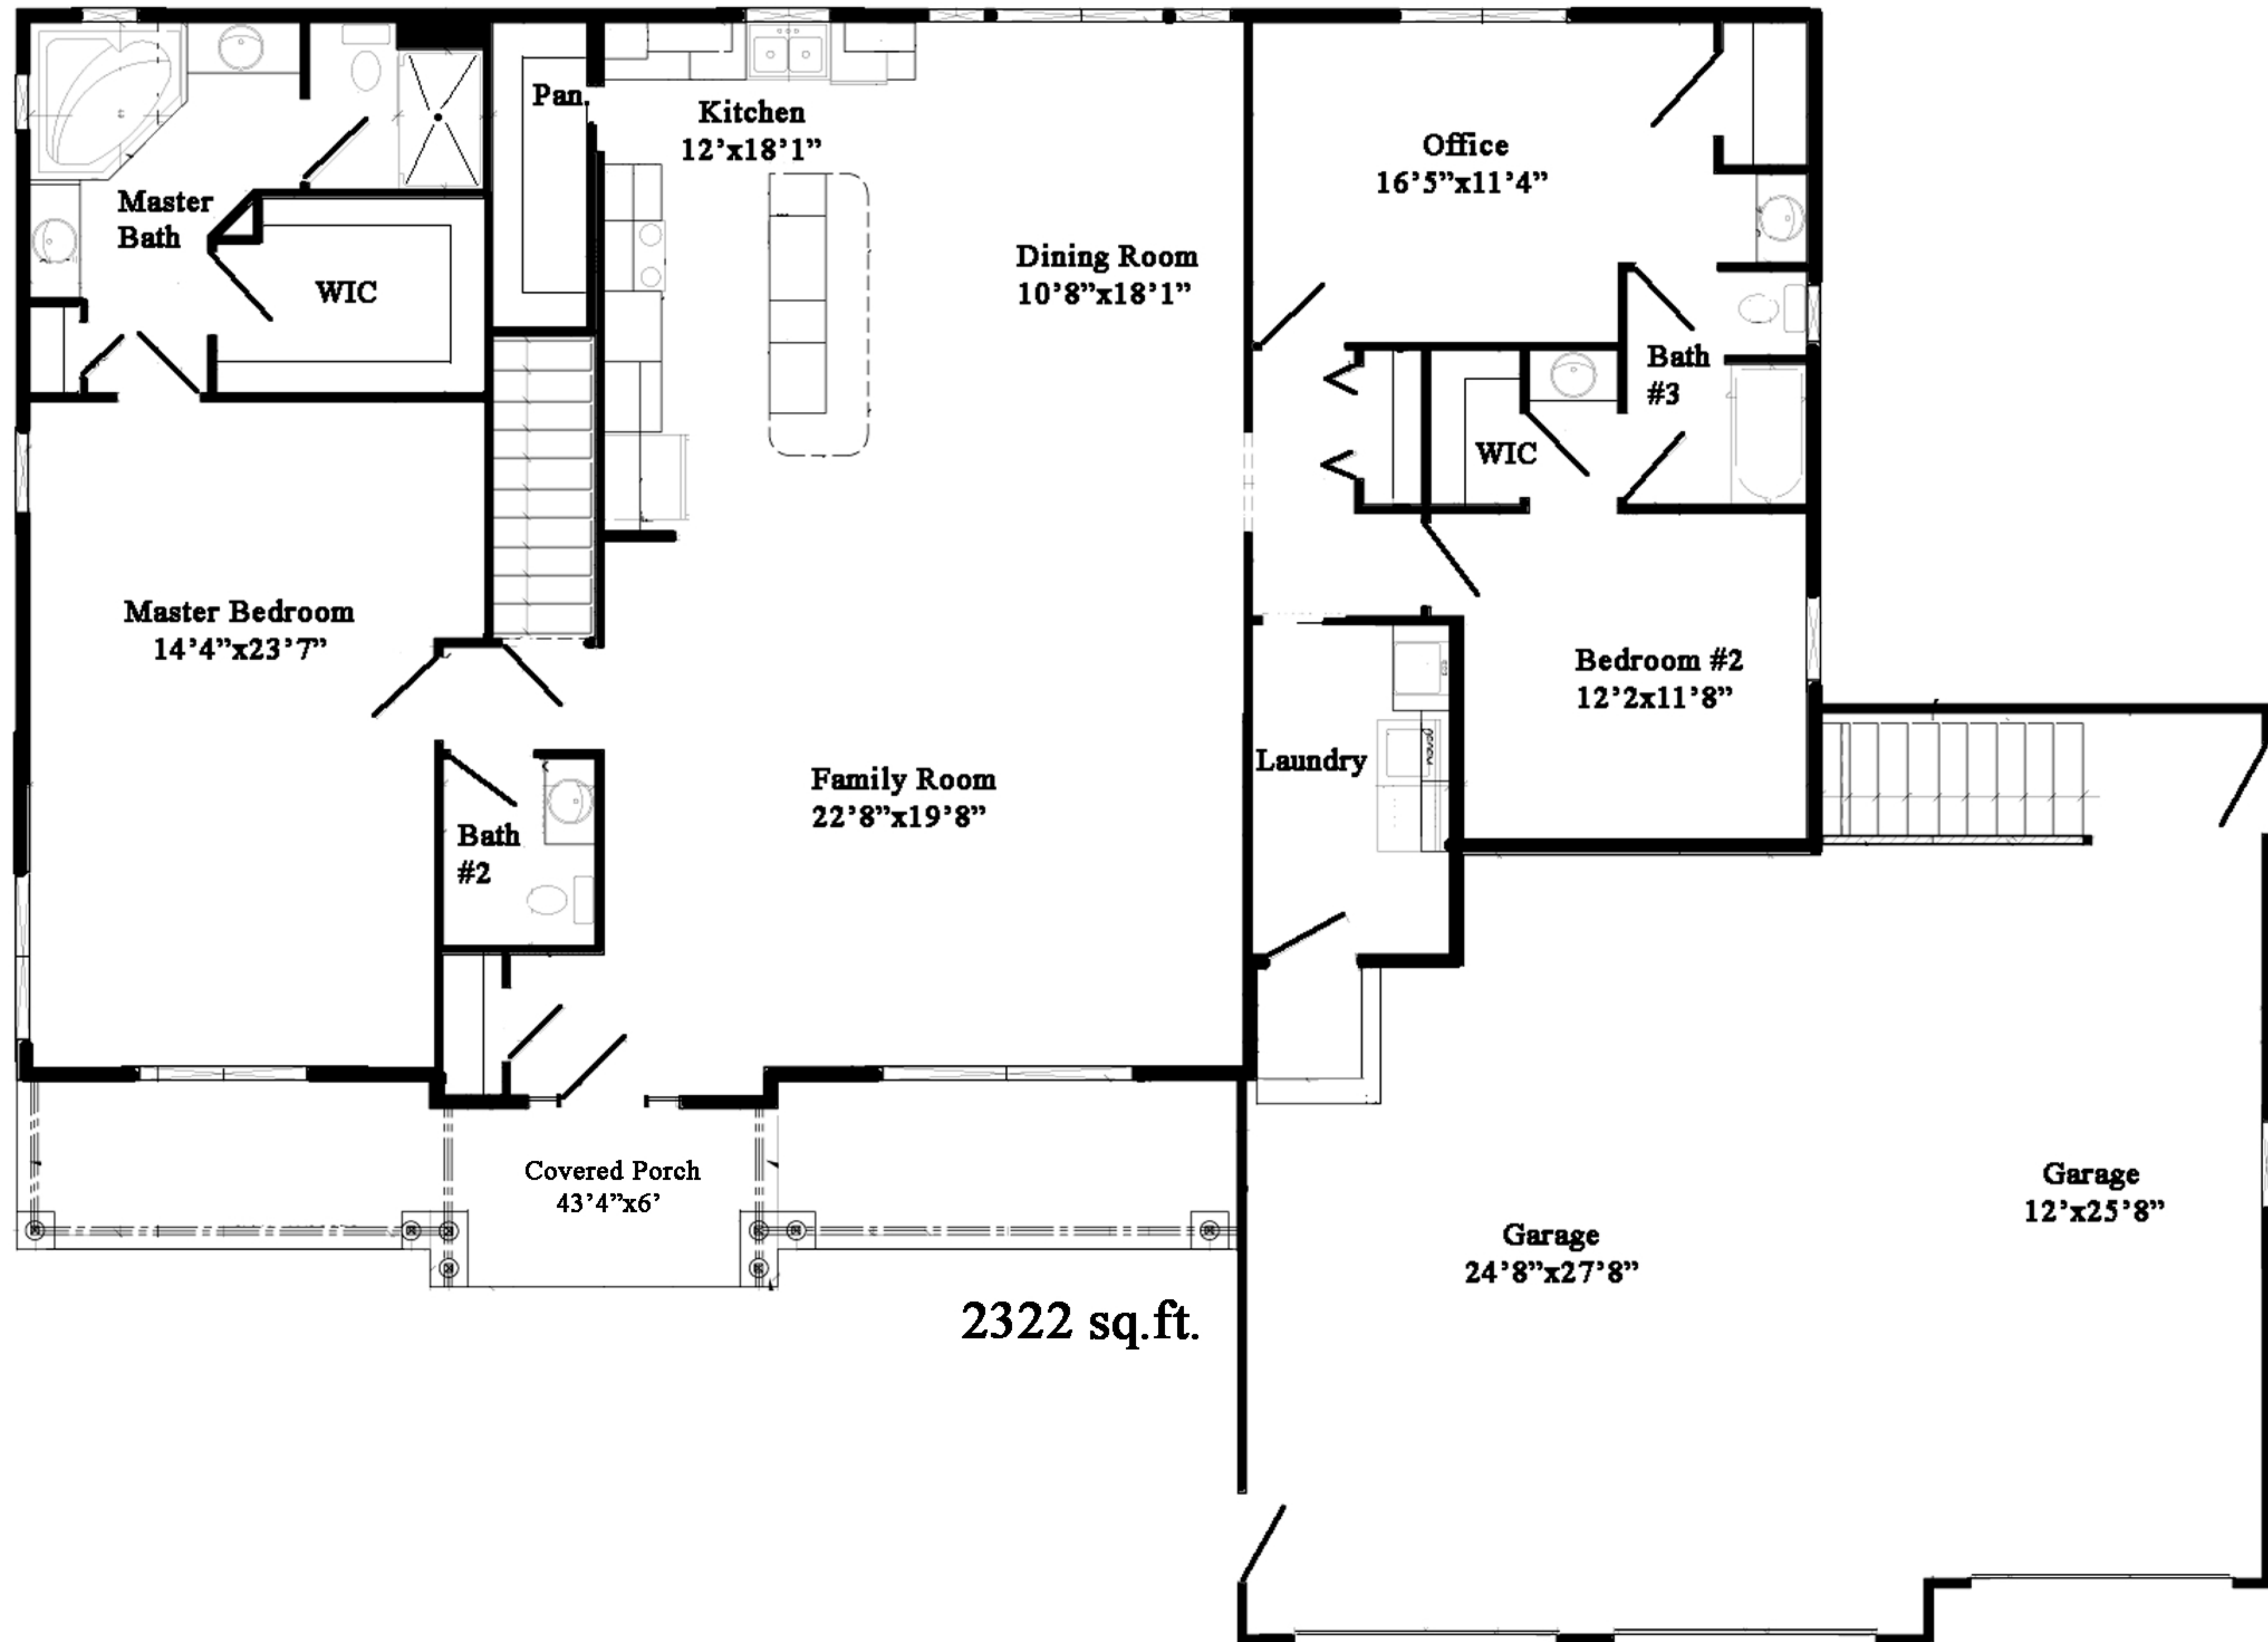 Pan.
Kitchen
12'x18'1”
Office
16'5”x11'4”
Master
Bath
WIC
Dining Room
10'8”x18'1”
Bath
#3
WIC
Master Bedroom
14'4”x23'7”
Bedroom #2
12'2x11'8”
Laundry
Family Room
22'8”x19'8”
Bath
#2
Covered Porch
43'4”x6'
Garage
12'x25'8”
Garage
24'8”x27'8”
2322 sq.ft.